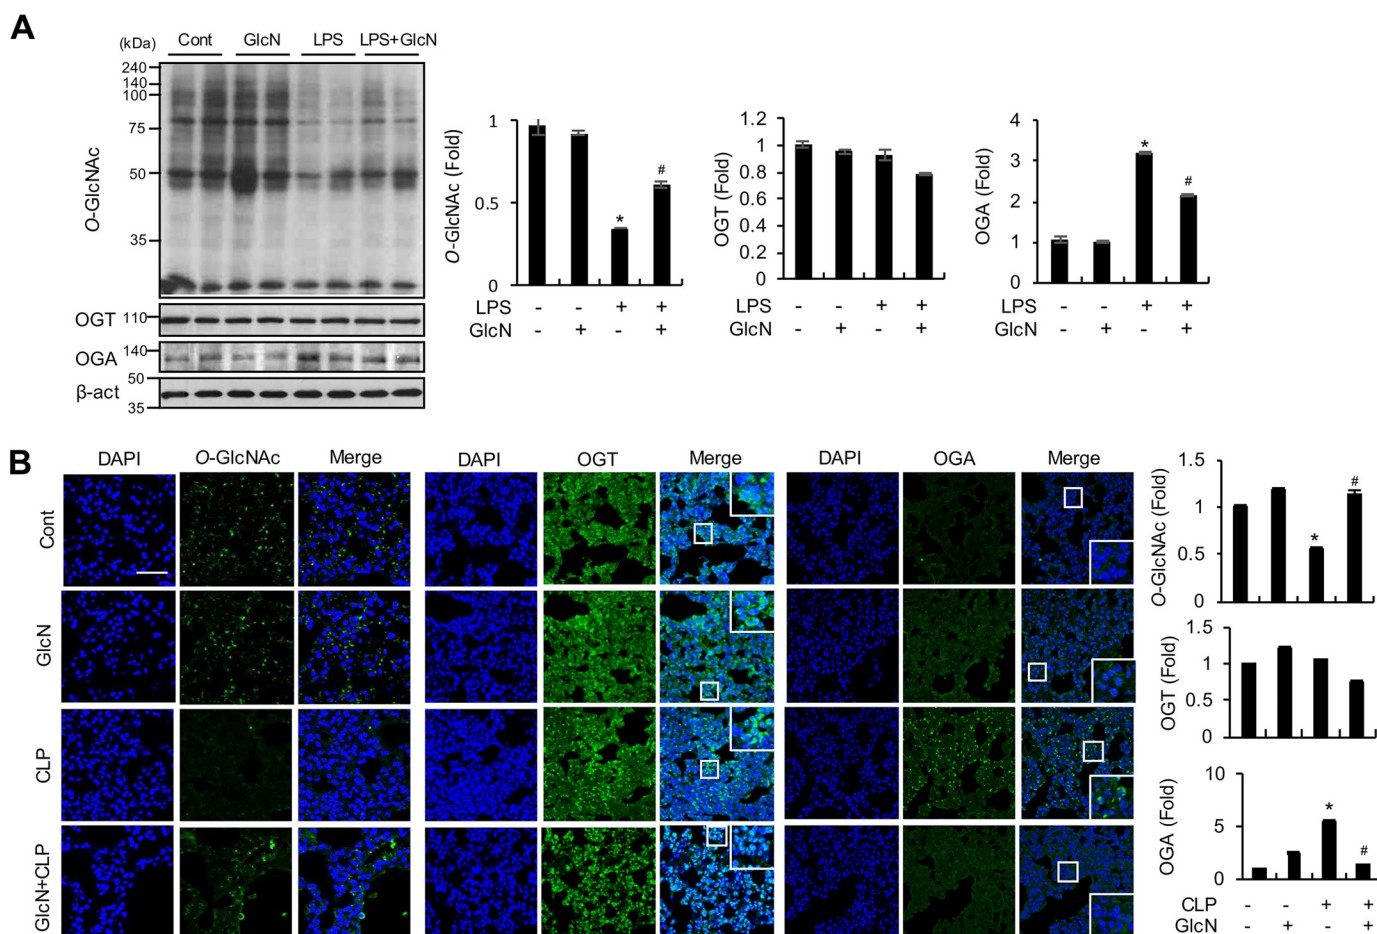 A
(kDa) Cont GlcN LPS LPS+GlcN
240
140
100
75
50
35
O-GlcNAc
OGT 110
OGA 140
50
β-act
35
O-GlcNAc (Fold)
1
0.5
0
*
#
LPS - - + +
GlcN - + - +
OGT (Fold)
1.2
1
0.8
0.6
0.4
0.2
0
LPS - - + +
GlcN - + - +
OGA (Fold)
4
3
2
1
0
*
#
LPS - - + +
GlcN - + - +
B
DAPI O-GlcNAc Merge DAPI OGT Merge DAPI OGA Merge
Cont
GlcN
CLP
GlcN+CLP
O-GlcNAc (Fold)
1.5
1
0.5
0
*
#
OGT (Fold)
1.5
1
0.5
0
OGA (Fold)
10
5
0
*
#
CLP - - + +
GlcN - + - +